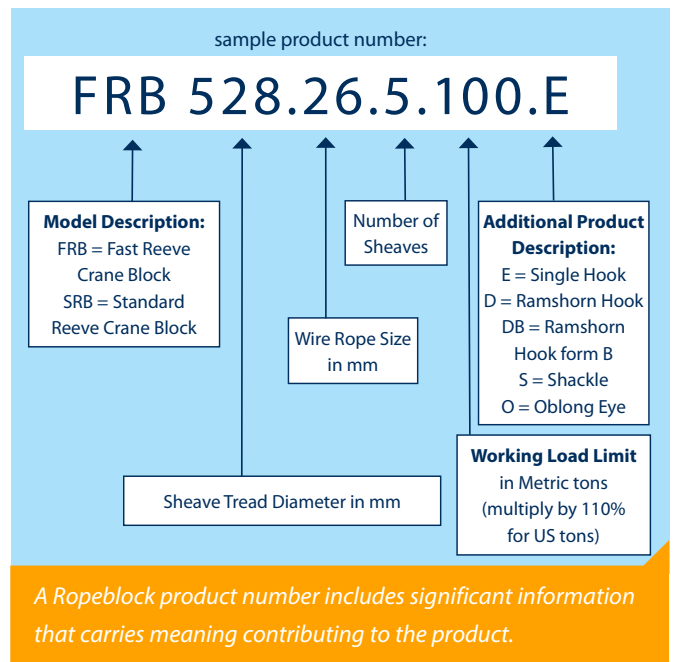 sample product number:
FRB 528.26.5.100.E
Model Description:
FRB = Fast Reeve
Crane Block
SRB = Standard
Reeve Crane Block
Number of
Sheaves
Additional Product
Description:
E = Single Hook
D = Ramshorn Hook
DB = Ramshorn
Hook form B
S = Shackle
O = Oblong Eye
Wire Rope Size
in mm
Sheave Tread Diameter in mm
Working Load Limit
in Metric tons
(multiply by 110%
for US tons)
A Ropeblock product number includes significant information
that carries meaning contributing to the product.